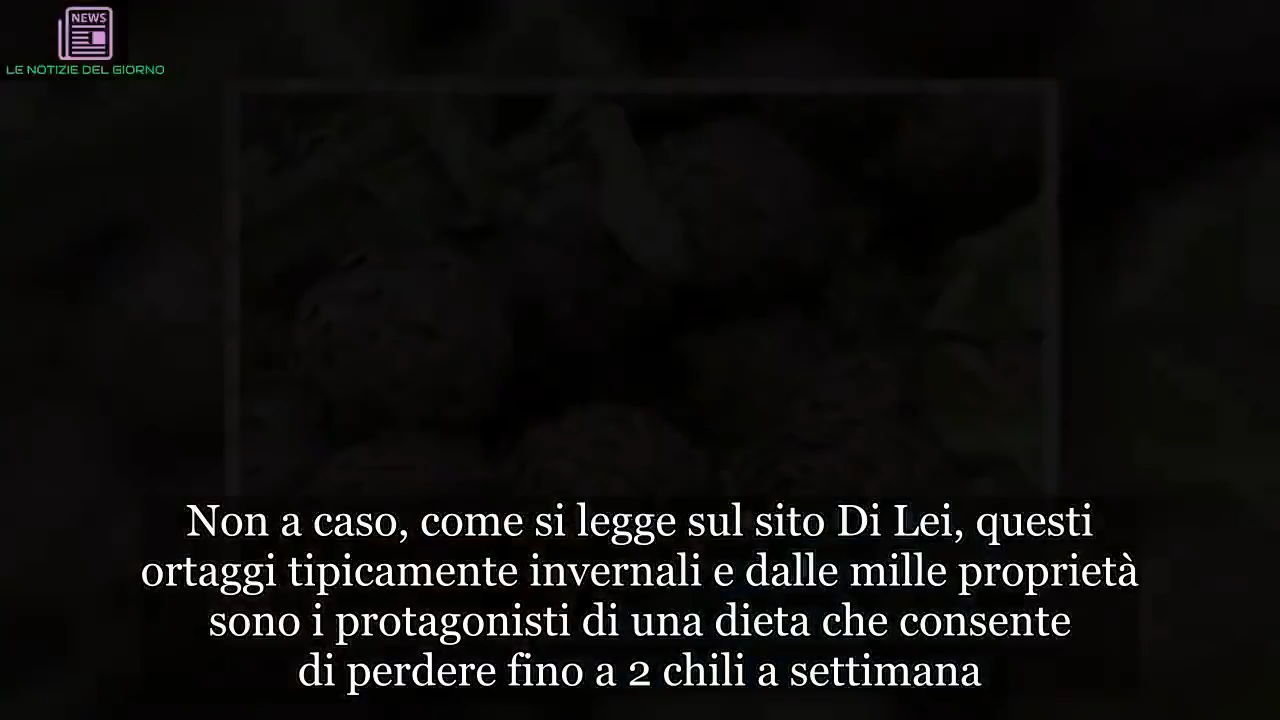 NEWS
LE NOTIZIE DEL GIORNO
Non a caso, come si legge sul sito Di Lei, questi
ortaggi tipicamente invernali e dalle mille proprietà
sono i protagonisti di una dieta che consente
di perdere fino a 2 chili a settimana